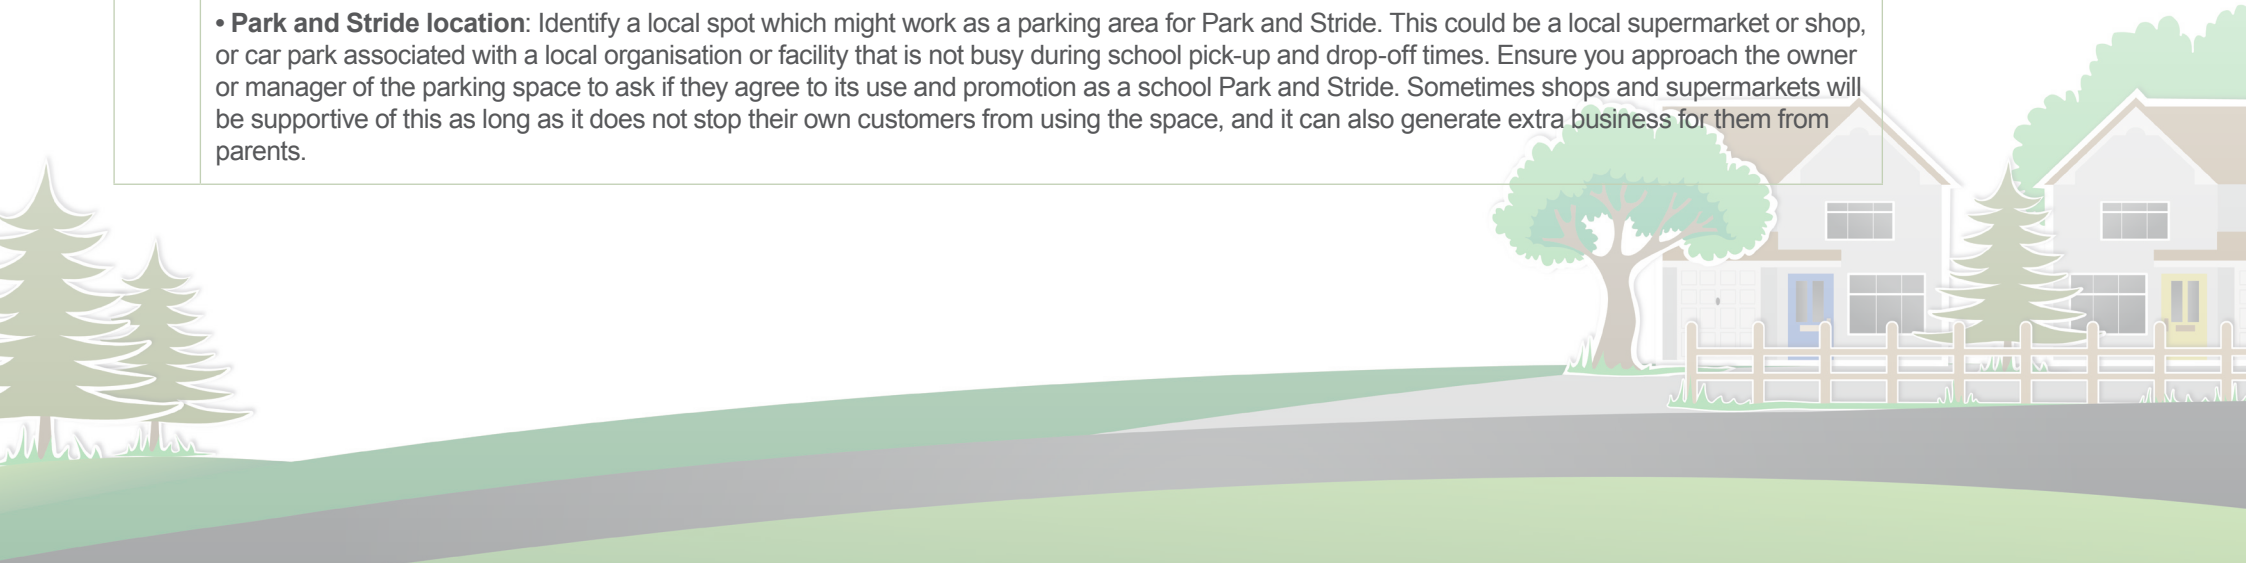 • Park and Stride location: Identify a local spot which might work as a parking area for Park and Stride. This could be a local supermarket or shop,
or car park associated with a local organisation or facility that is not busy during school pick-up and drop-off times. Ensure you approach the owner
or manager of the parking space to ask if they agree to its use and promotion as a school Park and Stride. Sometimes shops and supermarkets will
be supportive of this as long as it does not stop their own customers from using the space, and it can also generate extra business for them from
parents.